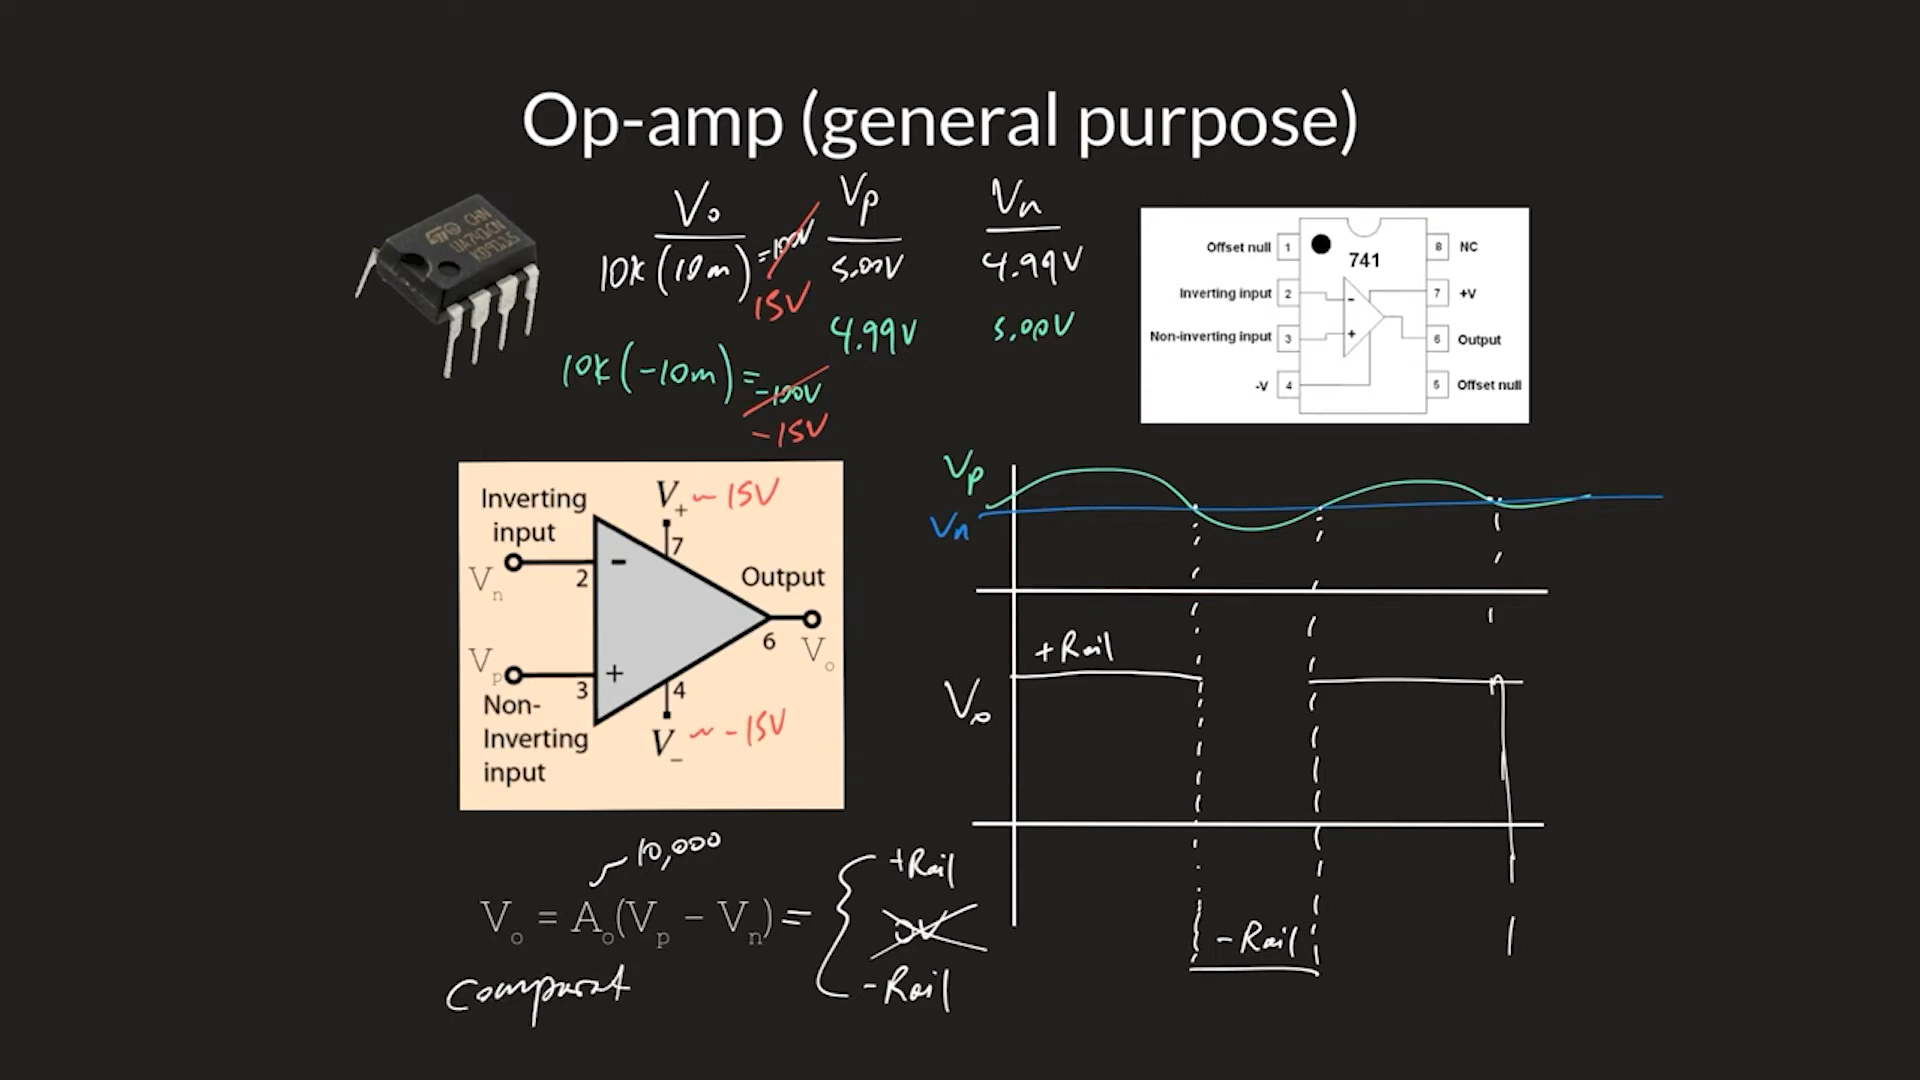 Op-amp (general purpose)
Vo Vp Vn
10k(10m) =100V 5.00V 4.99V
15V
4.99V 5.00V
10k(-10m) = -100V
-15V
CHN
UA741CN
Offset null 1 8 NC
741
Inverting input 2 - 7 +V
Non-inverting input 3 + 6 Output
-V 4 5 Offset null
Inverting
input
Vn
2
-
V+ ~ 15V
7
Output
6
Vo
Vp
3
+
4
V- ~ -15V
Non-
Inverting
input
Vp
Vn
+Rail
Vo
-Rail
~10,000
Vo = Ao(Vp - Vn) =
+Rail
0V
-Rail
Comparat